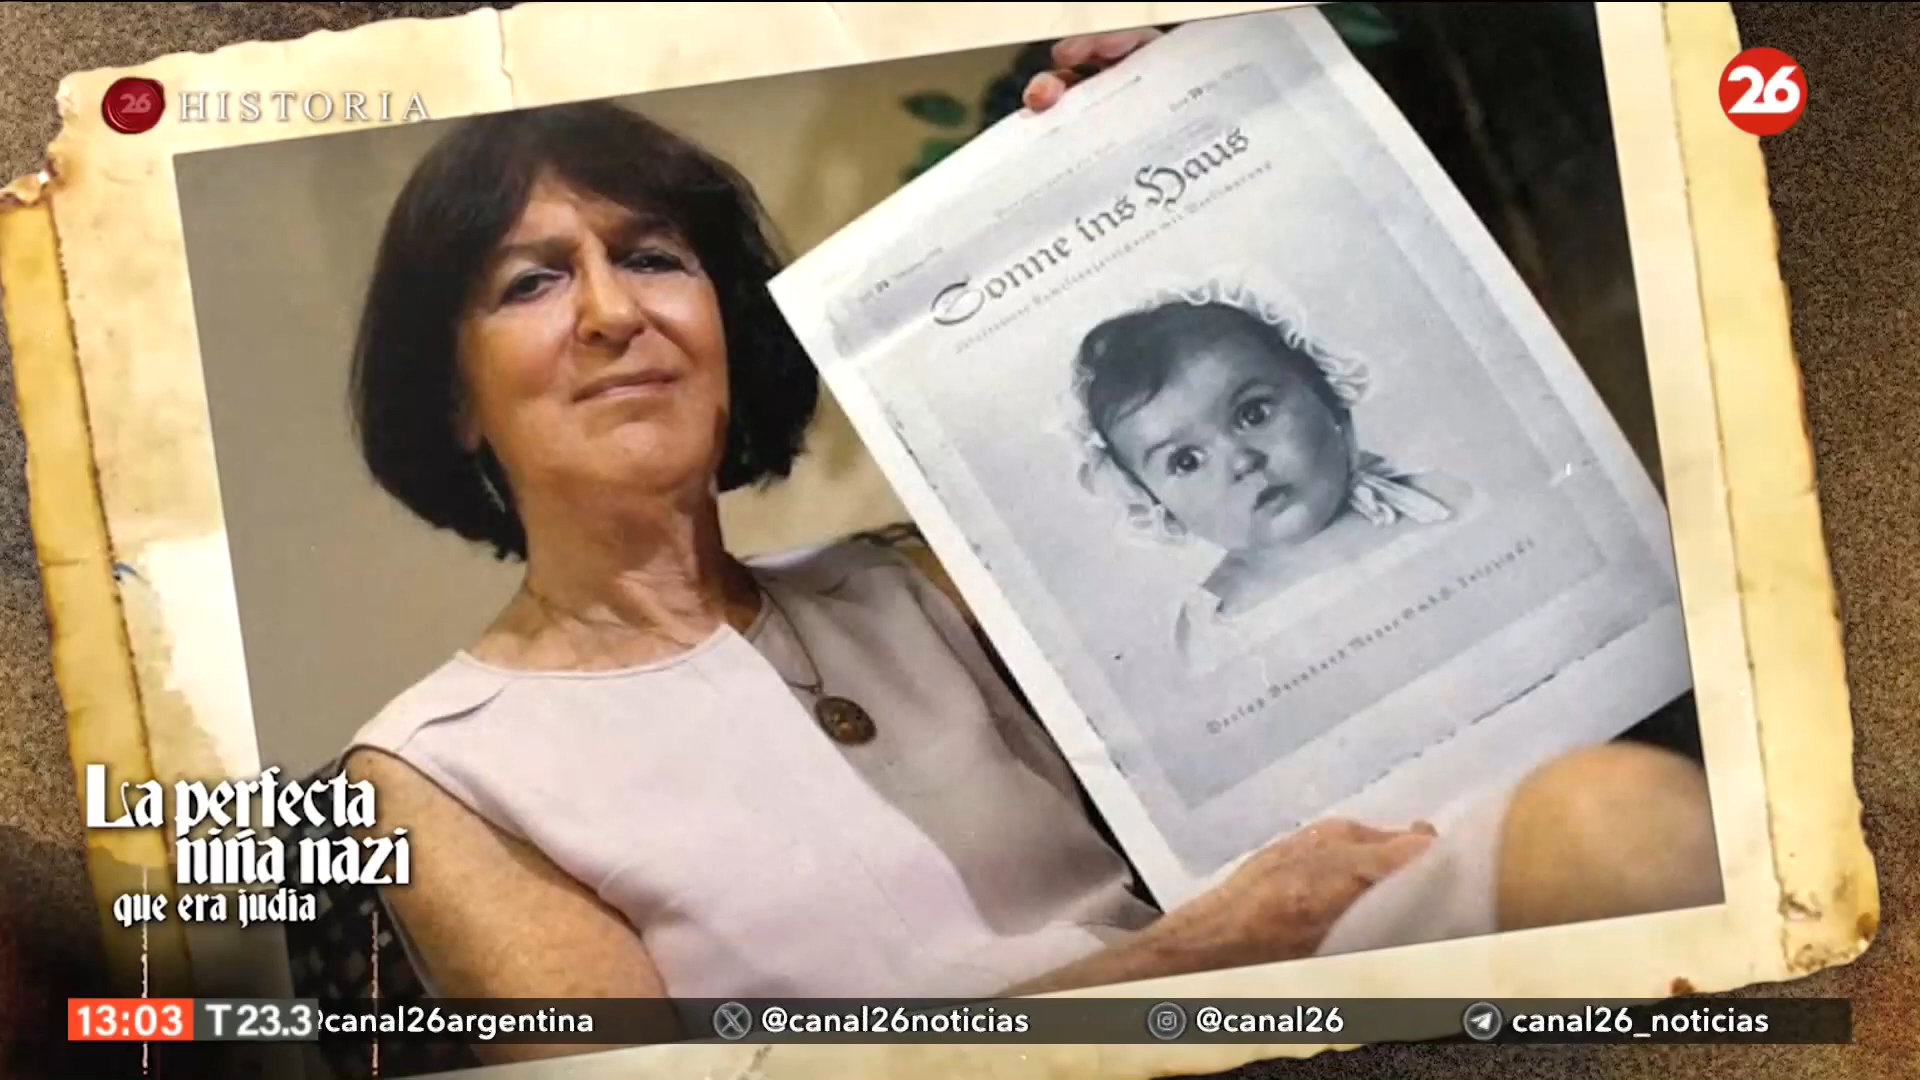 26 HISTORIA
26
Sonne ins Haus
La perfecta
niña nazi
que era judía
13:03 T 23.3 canal26argentina @canal26noticias @canal26 canal26_noticias